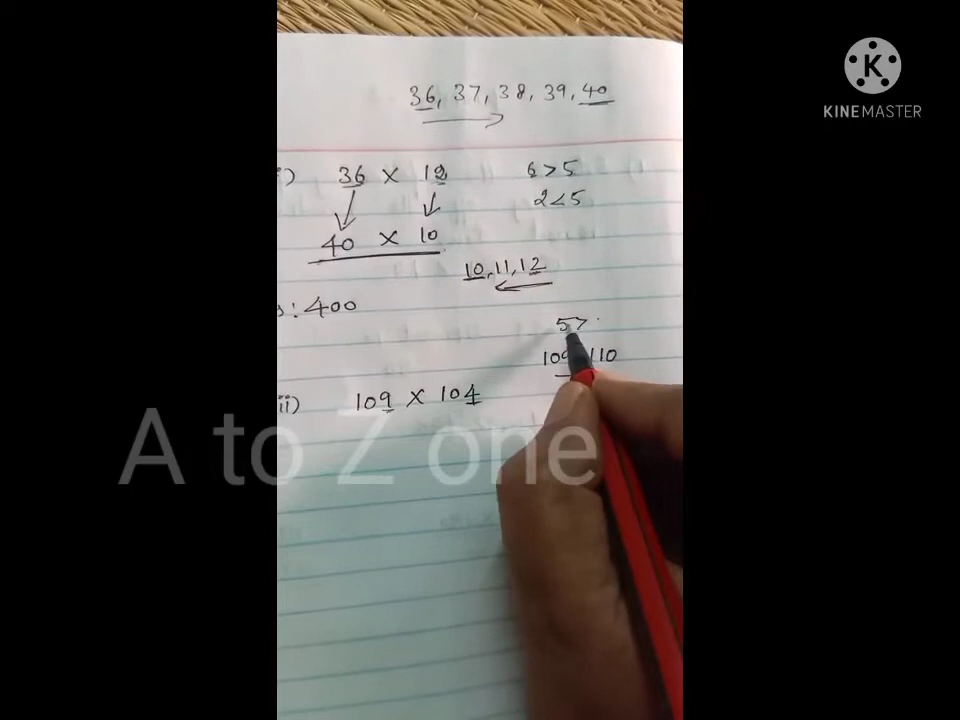 36, 37, 38, 39, 40
) 36 × 12 6 > 5
2 < 5
40 × 10
10, 11, 12
: 400
109 110
ii) 109 × 104
A to Z one
K
KINEMASTER